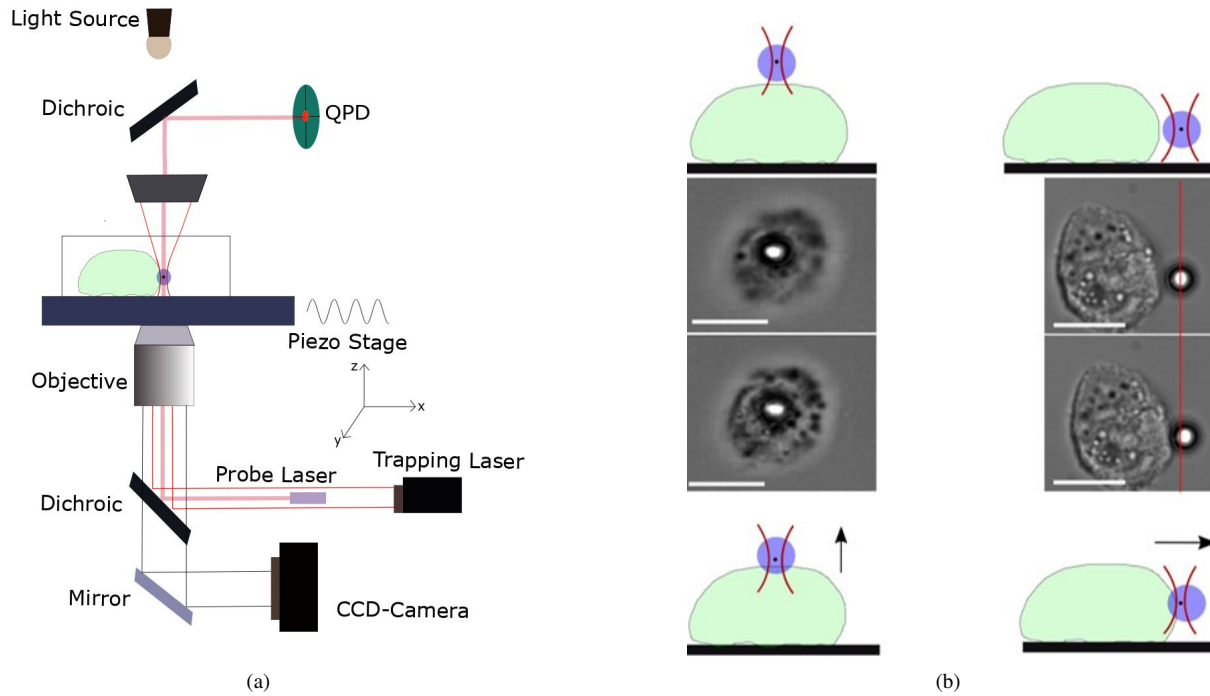 Light Source
Dichroic
QPD
Piezo Stage
Objective
z
x
y
Probe Laser
Trapping Laser
Dichroic
Mirror
CCD-Camera
(a)
(b)